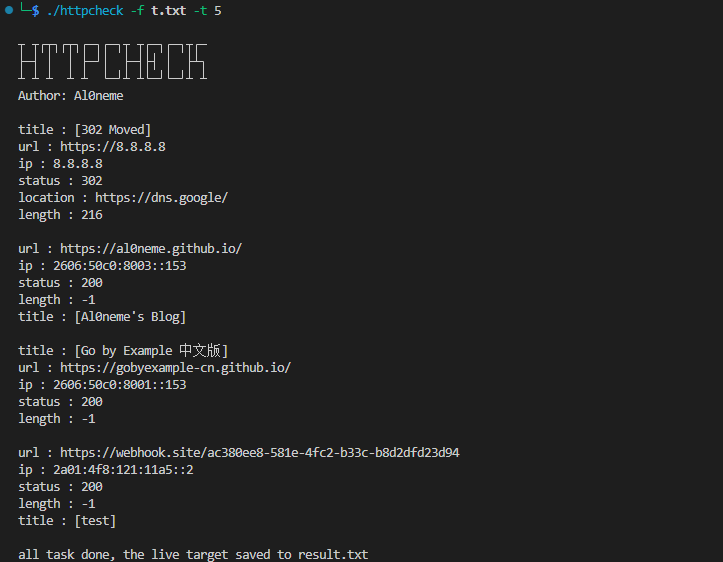 └─$ ./httpcheck -f t.txt -t 5
HTTPCHECK
Author: Al0neme
title : [302 Moved]
url : https://8.8.8.8
ip : 8.8.8.8
status : 302
location : https://dns.google/
length : 216
url : https://al0neme.github.io/
ip : 2606:50c0:8003::153
status : 200
length : -1
title : [Al0neme's Blog]
title : [Go by Example 中文版]
url : https://gobyexample-cn.github.io/
ip : 2606:50c0:8001::153
status : 200
length : -1
url : https://webhook.site/ac380ee8-581e-4fc2-b33c-b8d2dfd23d94
ip : 2a01:4f8:121:11a5::2
status : 200
length : -1
title : [test]
all task done, the live target saved to result.txt